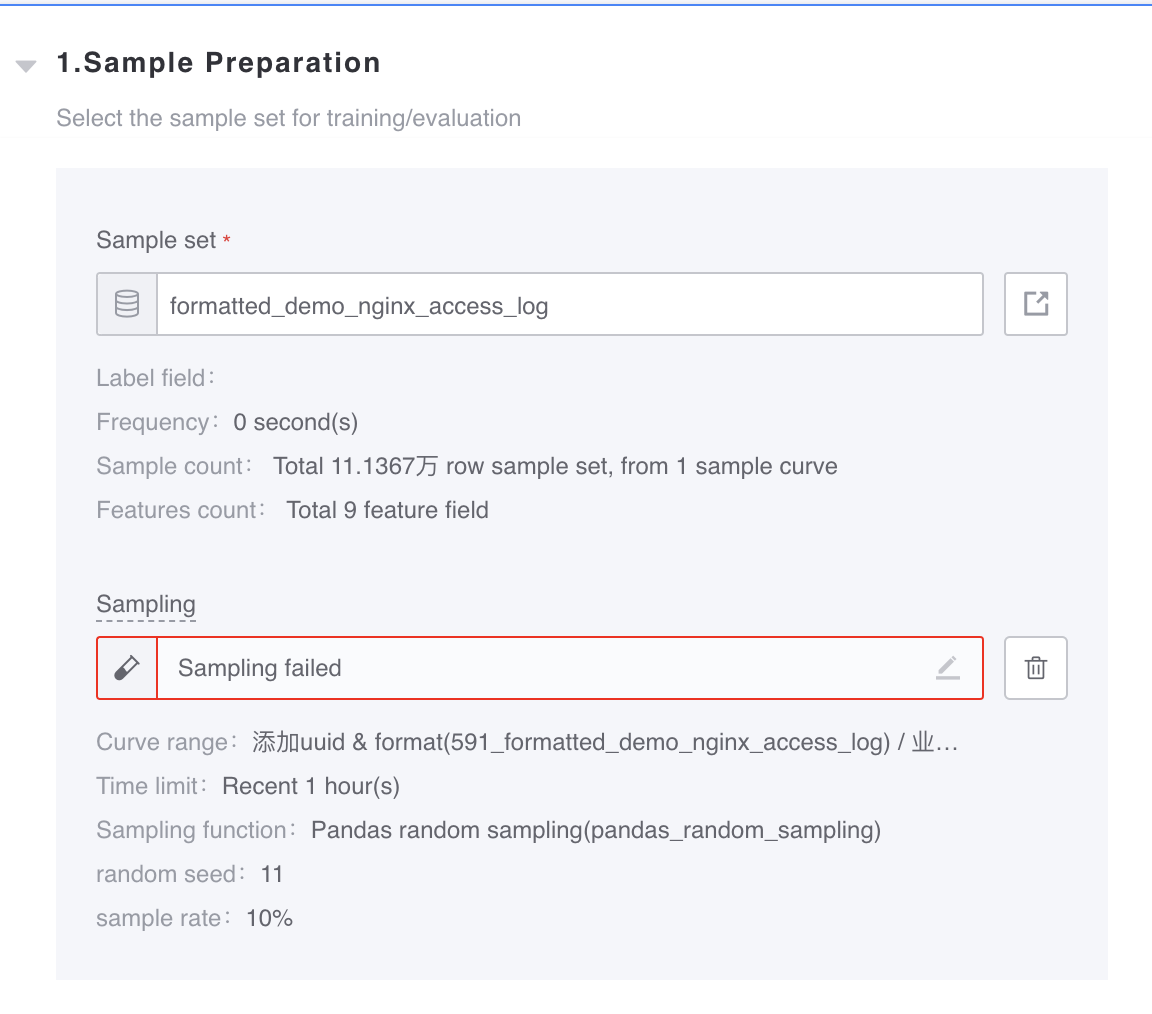 1.Sample Preparation
Select the sample set for training/evaluation
Sample set *
formatted_demo_nginx_access_log
Label field：
Frequency： 0 second(s)
Sample count： Total 11.1367万 row sample set, from 1 sample curve
Features count： Total 9 feature field
Sampling
Sampling failed
Curve range： 添加uuid & format(591_formatted_demo_nginx_access_log) / 业…
Time limit： Recent 1 hour(s)
Sampling function： Pandas random sampling(pandas_random_sampling)
random seed： 11
sample rate： 10%